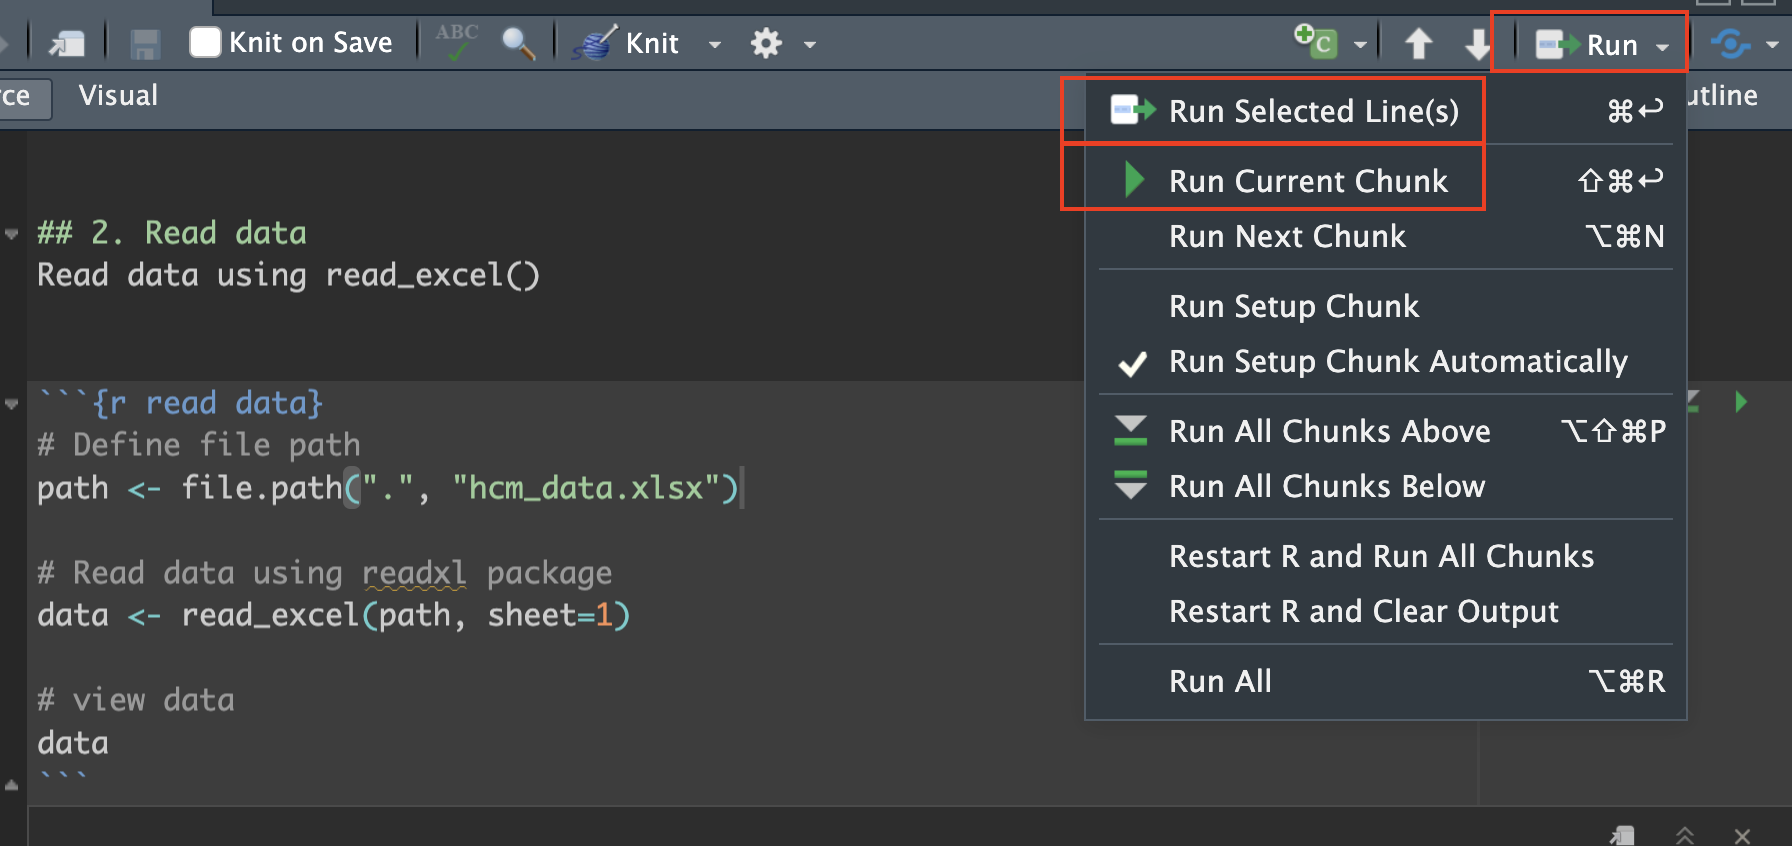 Knit on Save ABC Knit C Run
ce Visual utline
Run Selected Line(s) ⌘↩
Run Current Chunk ⇧⌘↩
Run Next Chunk ⌥⌘N
Run Setup Chunk
Run Setup Chunk Automatically
Run All Chunks Above ⌥⇧⌘P
Run All Chunks Below
Restart R and Run All Chunks
Restart R and Clear Output
Run All ⌥⌘R
## 2. Read data
Read data using read_excel()
```{r read data}
# Define file path
path <- file.path(".", "hcm_data.xlsx")
# Read data using readxl package
data <- read_excel(path, sheet=1)
# view data
data
```